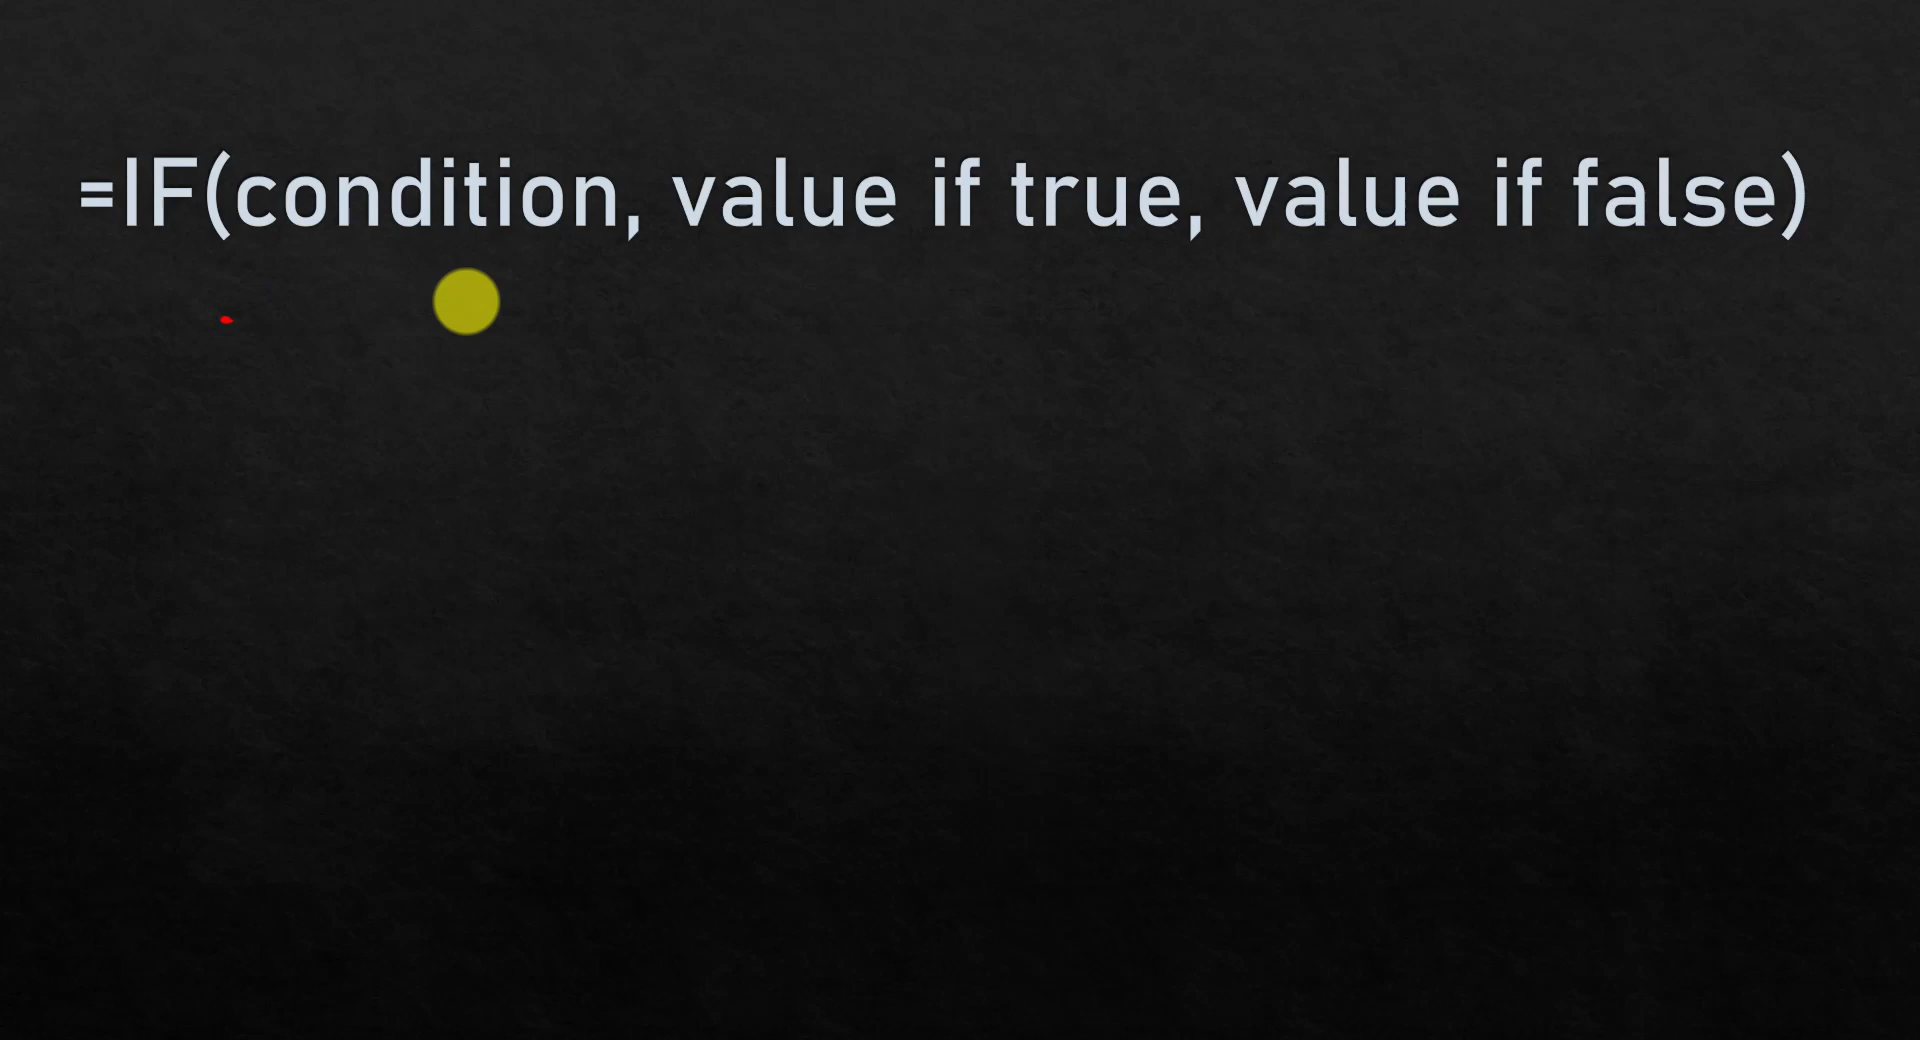 =IF(condition, value if true, value if false)